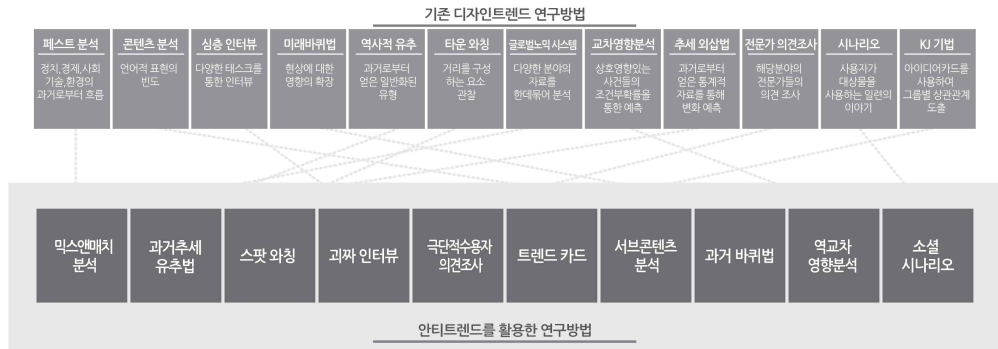 기존 디자인트렌드 연구방법
페스트 분석
정치,경제,사회
기술,환경의
과거로부터 흐름
콘텐츠 분석
언어적 표현의
빈도
심층 인터뷰
다양한 태스크를
통한 인터뷰
미래바퀴법
현상에 대한
영향의 확장
역사적 유추
과거로부터
얻은 일반화된
유형
타운 와칭
거리를 구성
하는 요소
관찰
글로벌노믹 시스템
다양한 분야의
자료를
한데묶어 분석
교차영향분석
상호영향있는
사건들의
조건부확률을
통한 예측
추세 외삽법
과거로부터
얻은 통계적
자료를 통해
변화 예측
전문가 의견조사
해당분야의
전문가들의
의견 조사
시나리오
사용자가
대상물을
사용하는 일련의
이야기
KJ 기법
아이디어카드를
사용하여
그룹별 상관관계
도출
믹스앤매치
분석
과거추세
유추법
스팟 와칭
괴짜 인터뷰
극단적수용자
의견조사
트렌드 카드
서브콘텐츠
분석
과거 바퀴법
역교차
영향분석
소셜
시나리오
안티트렌드를 활용한 연구방법